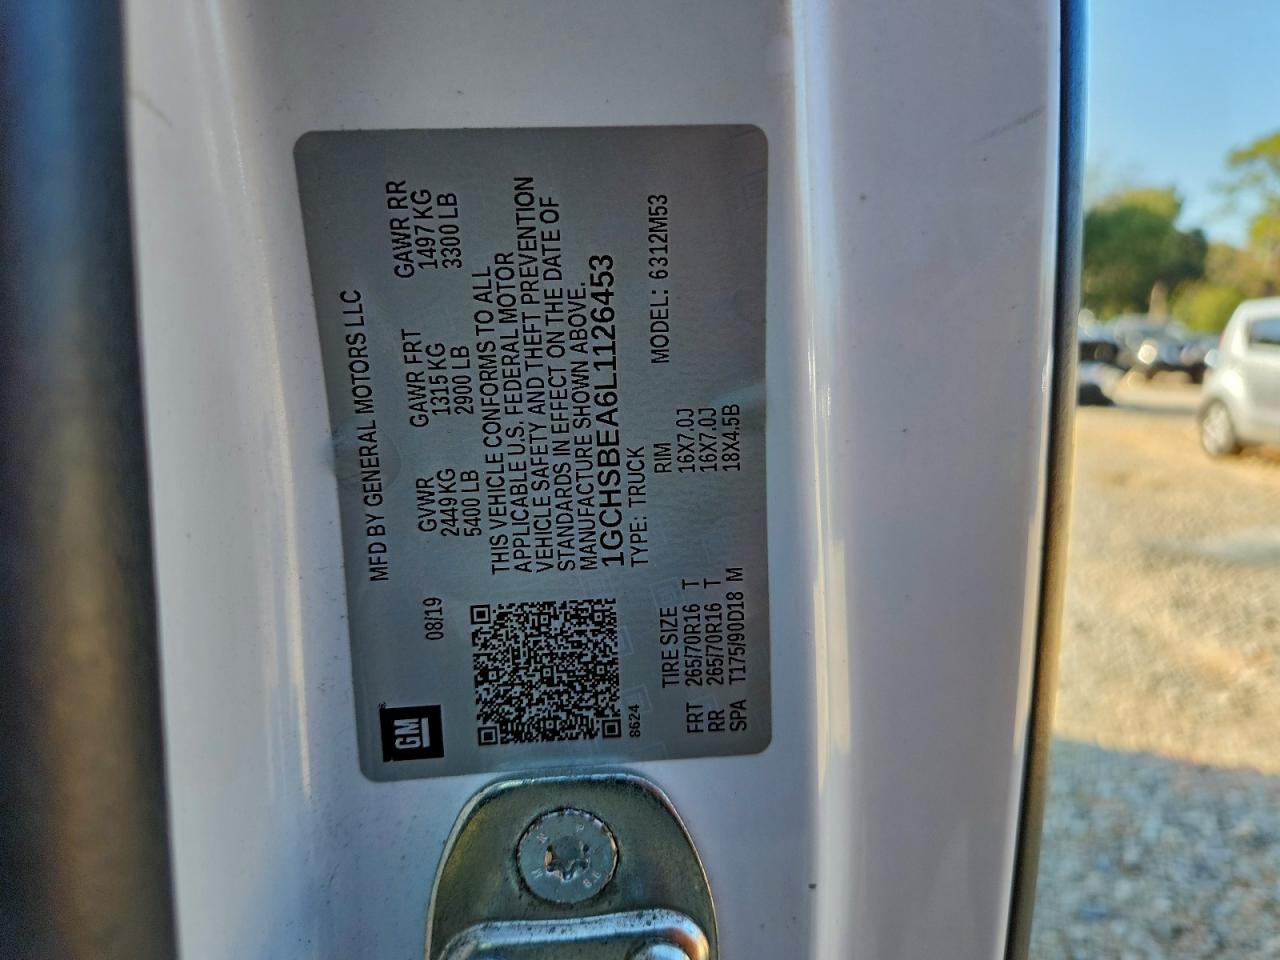 MFD BY GENERAL MOTORS LLC
GM
08/19
GVWR GAWR FRT GAWR RR
2449 KG 1315 KG 1497 KG
5400 LB 2900 LB 3300 LB
THIS VEHICLE CONFORMS TO ALL
APPLICABLE U.S. FEDERAL MOTOR
VEHICLE SAFETY AND THEFT PREVENTION
STANDARDS IN EFFECT ON THE DATE OF
MANUFACTURE SHOWN ABOVE.
1GCHSBEA6L1126453
TYPE: TRUCK MODEL: 6312M53
8624
TIRE SIZE RIM
FRT 265/70R16 T 16X7.0J
RR 265/70R16 T 16X7.0J
SPA T175/90D18 M 18X4.5B